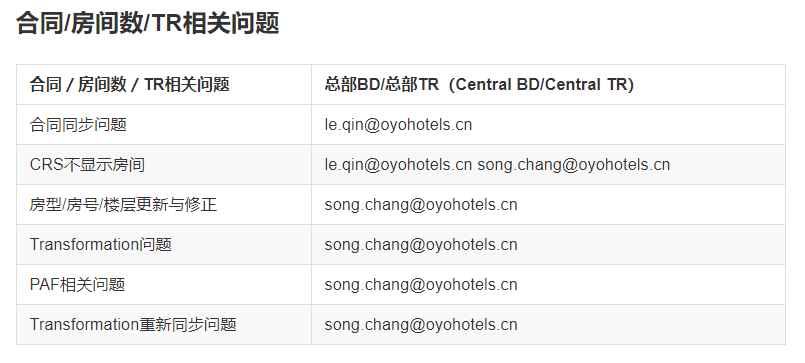 合同/房间数/TR相关问题
合同 / 房间数 / TR相关问题 总部BD/总部TR（Central BD/Central TR）
合同同步问题 le.qin@oyohotels.cn
CRS不显示房间 le.qin@oyohotels.cn song.chang@oyohotels.cn
房型/房号/楼层更新与修正 song.chang@oyohotels.cn
Transformation问题 song.chang@oyohotels.cn
PAF相关问题 song.chang@oyohotels.cn
Transformation重新同步问题 song.chang@oyohotels.cn